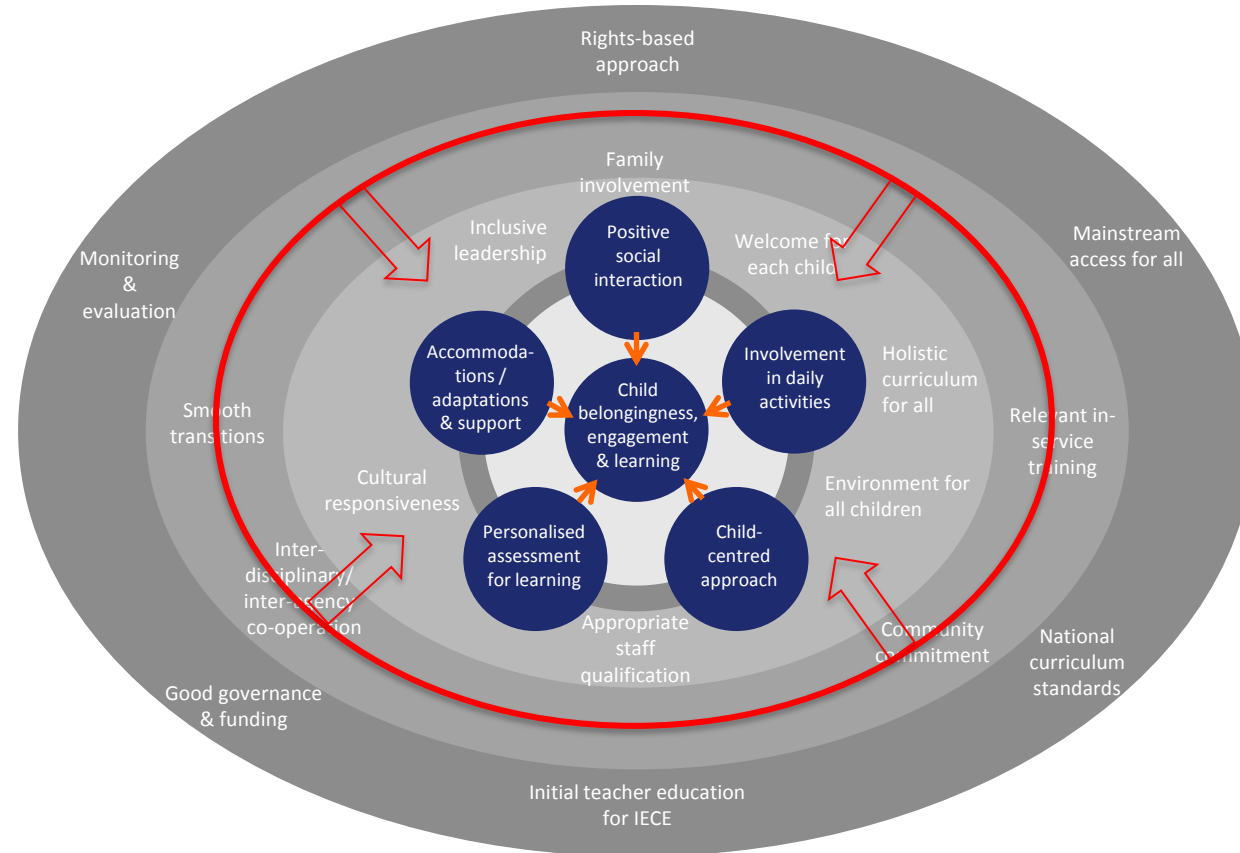 Rights-based
approach
Family
involvement
Inclusive
leadership
Positive
social
interaction
Welcome for
each child
Mainstream
access for all
Monitoring
&
evaluation
Accommoda-
tions /
adaptations
& support
Involvement
in daily
activities
Holistic
curriculum
for all
Child
belongingness,
engagement
& learning
Smooth
transitions
Relevant in-
service
training
Cultural
responsiveness
Environment for
all children
Personalised
assessment
for learning
Child-
centred
approach
Inter-
disciplinary/
inter-agency
co-operation
Appropriate
staff
qualification
Community
commitment
National
curriculum
standards
Good governance
& funding
Initial teacher education
for IECE